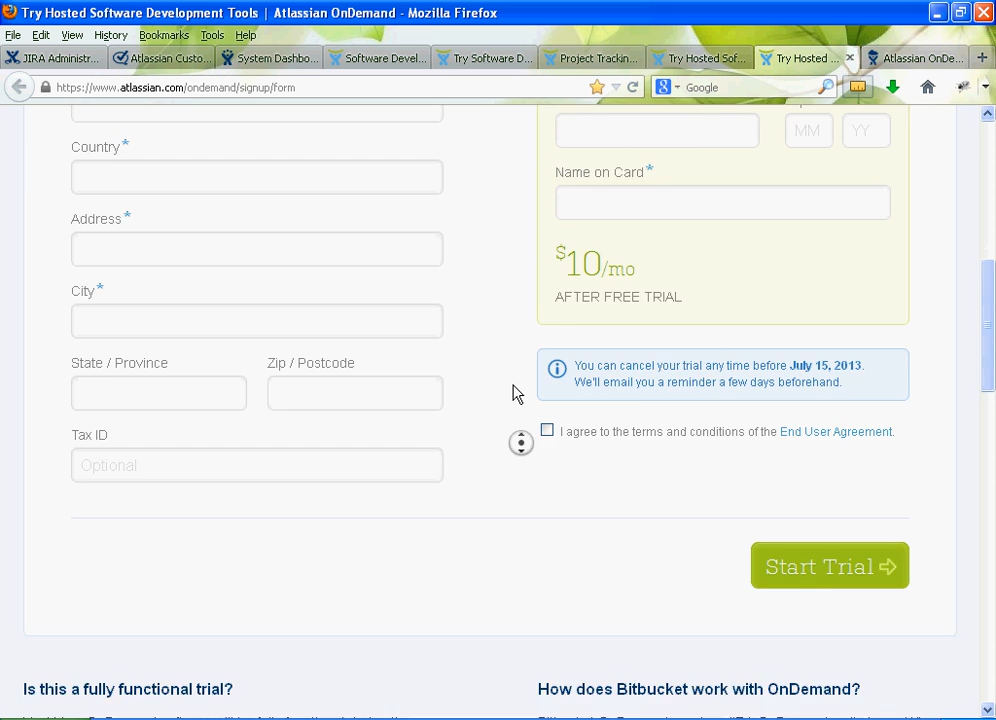 Try Hosted Software Development Tools | Atlassian OnDemand - Mozilla Firefox
File Edit View History Bookmarks Tools Help
JIRA Administr... Atlassian Custo... System Dashbo... Software Devel... Try Software D... Project Trackin... Try Hosted Sof... Try Hosted ... Atlassian OnDe...
https://www.atlassian.com/ondemand/signup/form
Google
Country*
Address*
City*
State / Province Zip / Postcode
Tax ID
Optional
MM YY
Name on Card*
$10/mo
AFTER FREE TRIAL
You can cancel your trial any time before July 15, 2013.
We'll email you a reminder a few days beforehand.
I agree to the terms and conditions of the End User Agreement.
Start Trial
Is this a fully functional trial?
How does Bitbucket work with OnDemand?